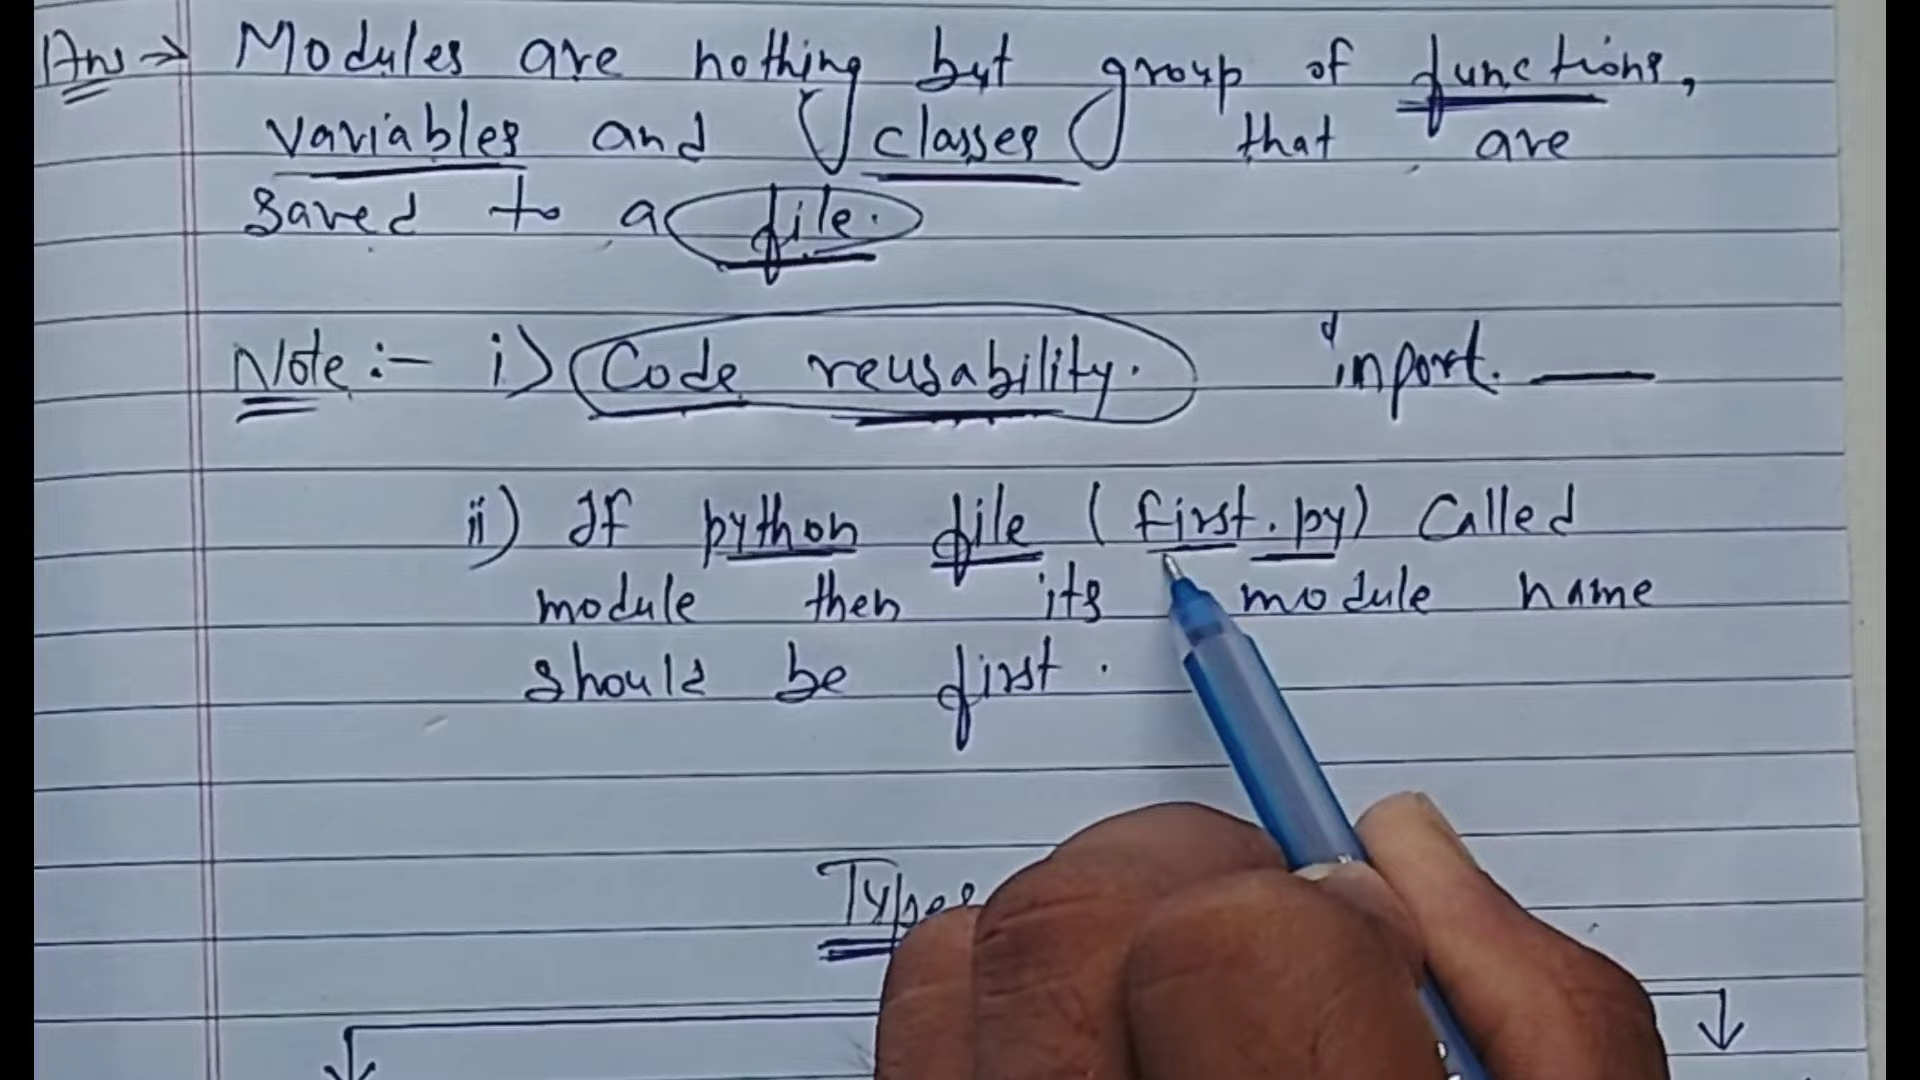 Ans → Modules are nothing but group of functions,
variables and classes that are
saved to a file.
Note :- i) Code reusability. import. —
ii) If python file (first.py) Called
module then its module name
should be first.
Types